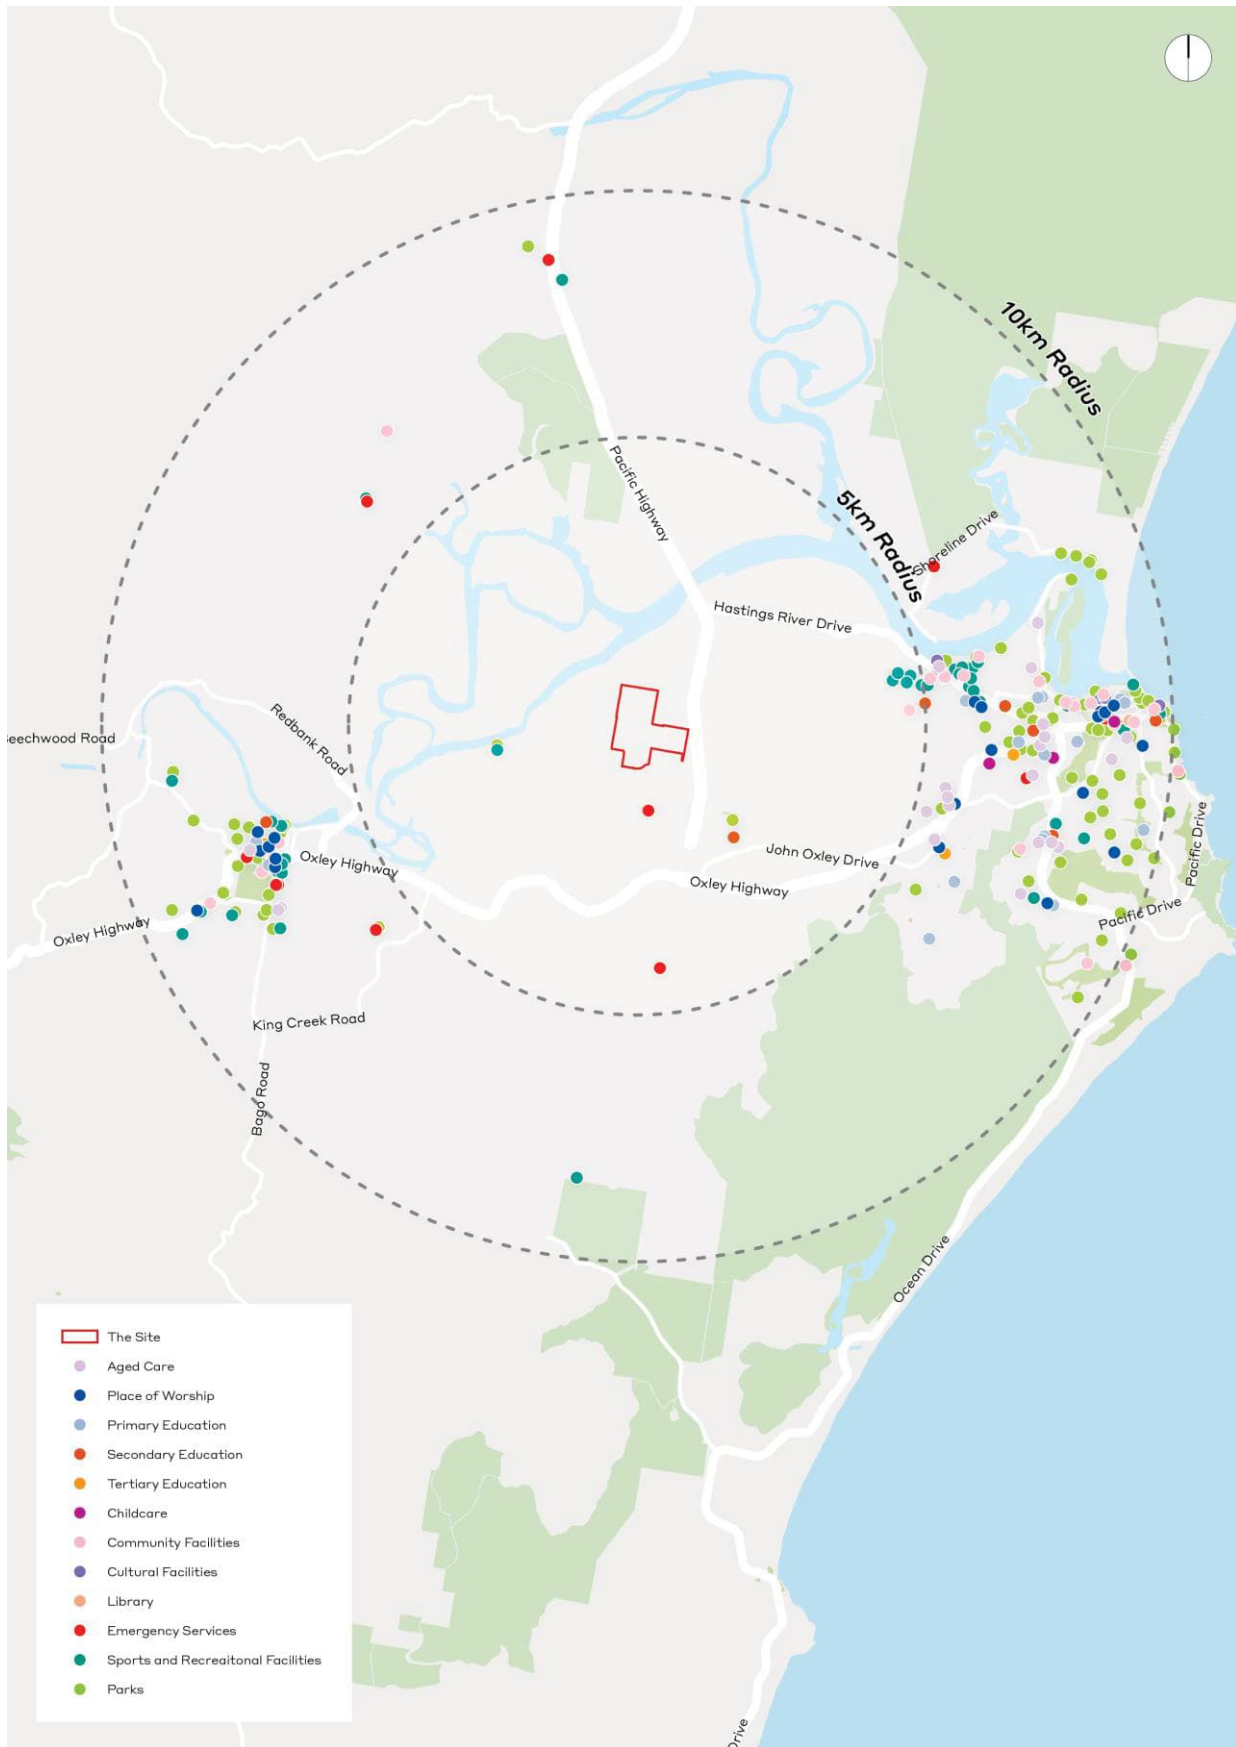 10km Radius
Pacific Highway
5km Radius
Shoreline Drive
Hastings River Drive
Redbank Road
Beechwood Road
Pacific Drive
John Oxley Drive
Oxley Highway
Oxley Highway
Pacific Drive
Oxley Highway
King Creek Road
Bago Road
Ocean Drive
The Site
Aged Care
Place of Worship
Primary Education
Secondary Education
Tertiary Education
Childcare
Community Facilities
Cultural Facilities
Library
Emergency Services
Sports and Recreaitonal Facilities
Parks
Drive